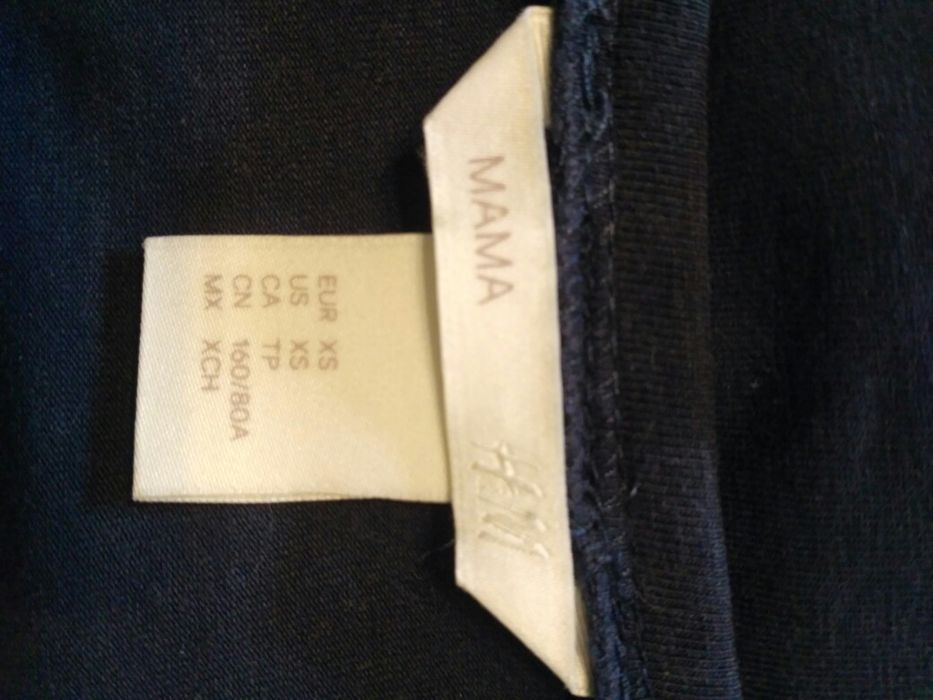 MAMA
H&M
EUR XS
US XS
CA TP
CN 160/80A
MX XCH